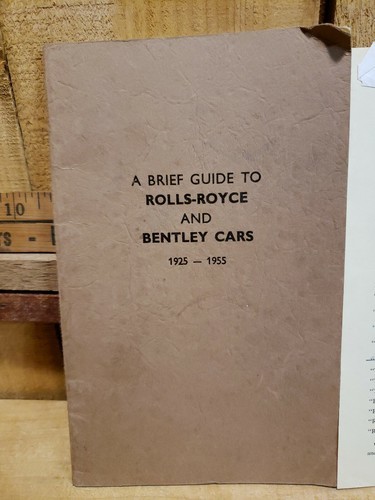 A BRIEF GUIDE TO
ROLLS-ROYCE
AND
BENTLEY CARS
1925 — 1955
10